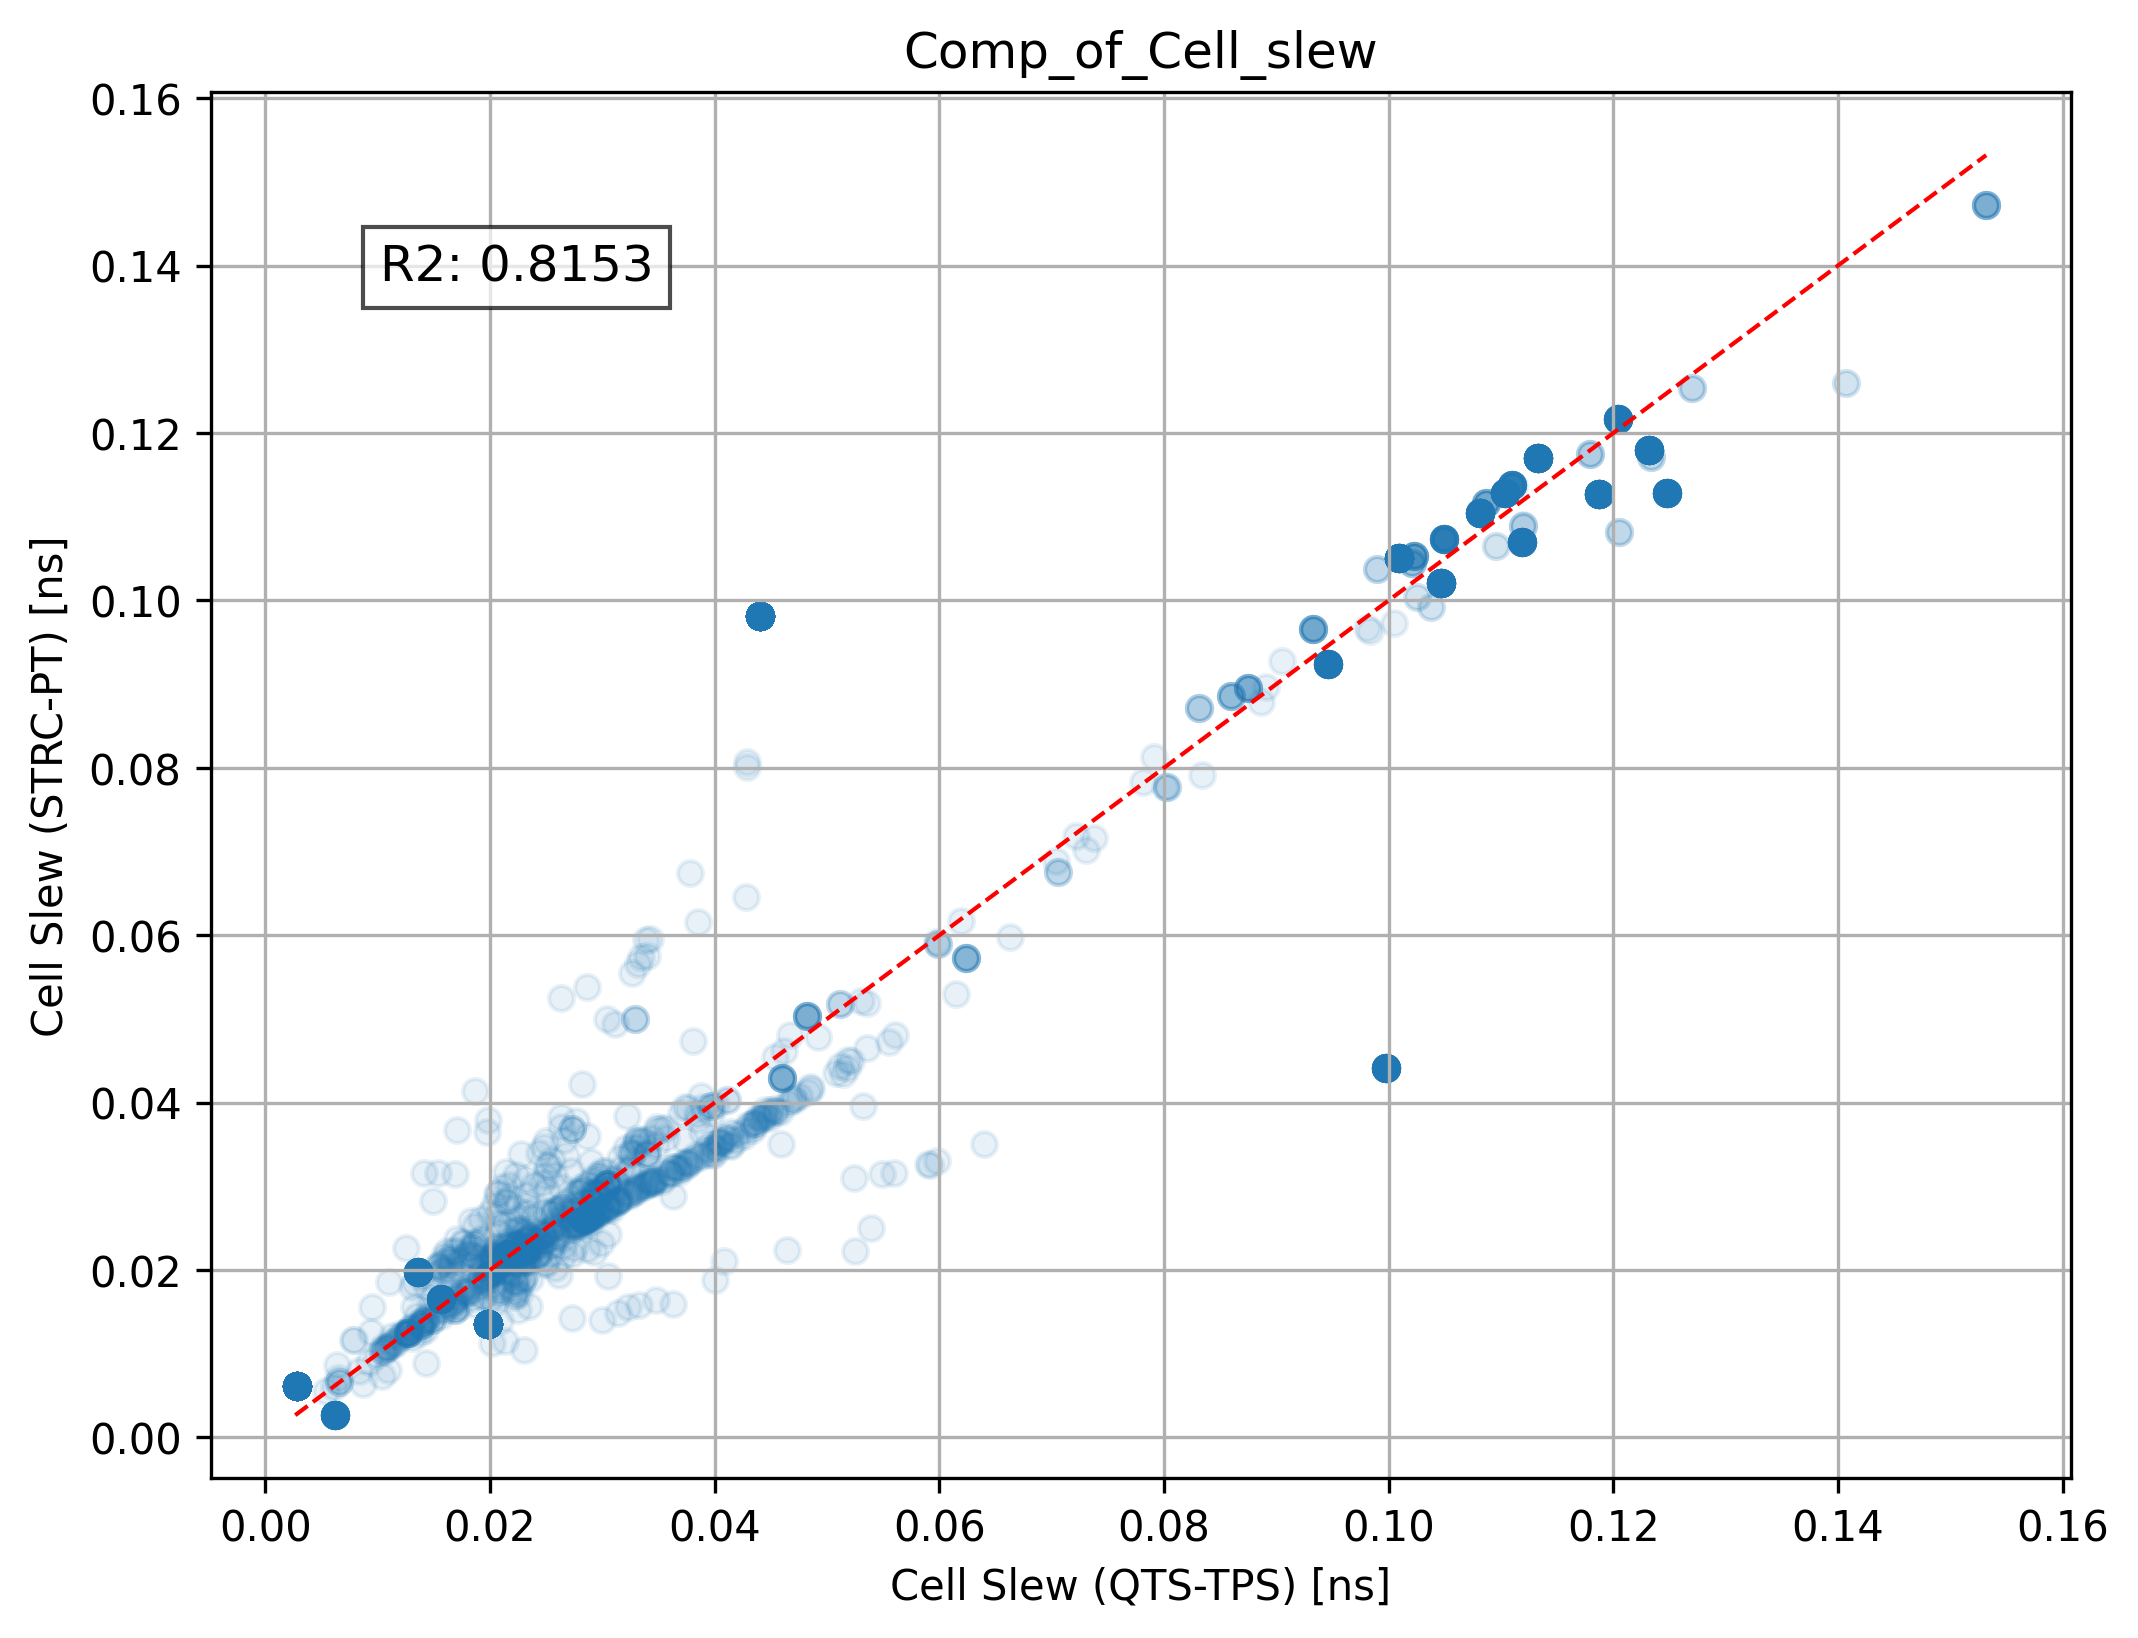 Comp_of_Cell_slew
R2: 0.8153
Cell Slew (STRC-PT) [ns]
0.16
0.14
0.12
0.10
0.08
0.06
0.04
0.02
0.00
0.00 0.02 0.04 0.06 0.08 0.10 0.12 0.14 0.16
Cell Slew (QTS-TPS) [ns]